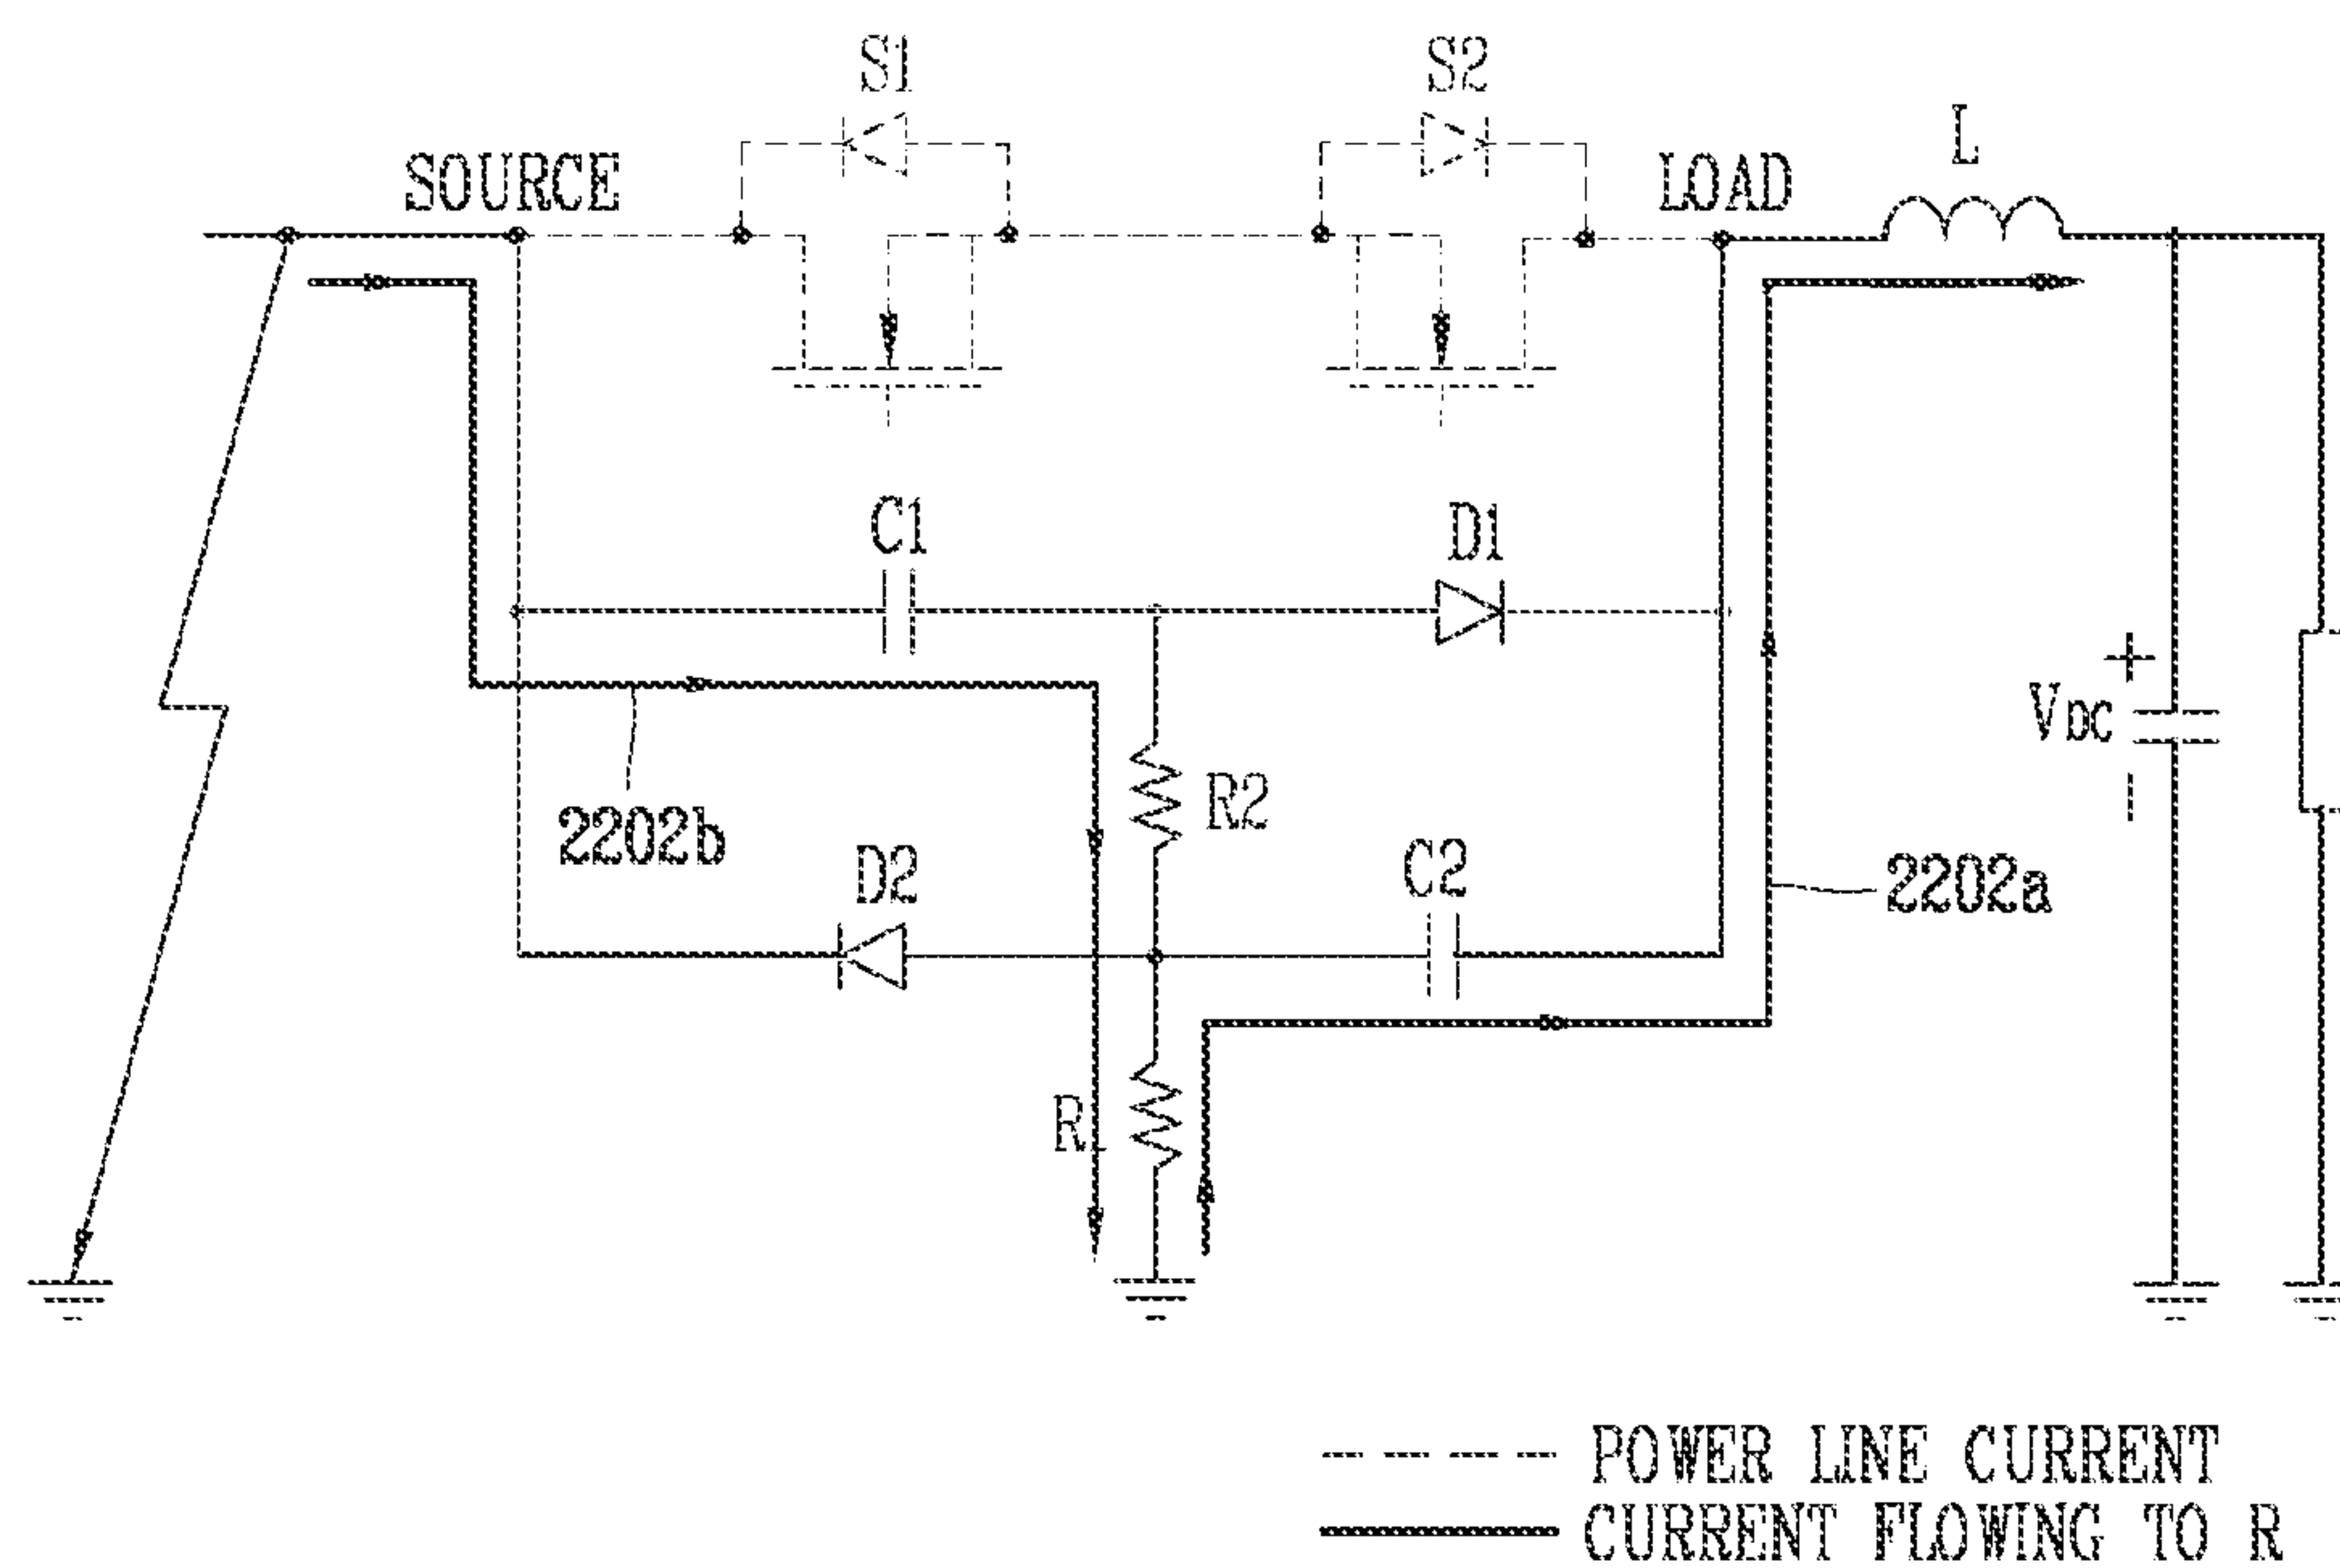 S1
S2
L
SOURCE
LOAD
C1
D1
+
VDC
−
R2
2202b
D2
C2
2202a
POWER LINE CURRENT
CURRENT FLOWING TO R